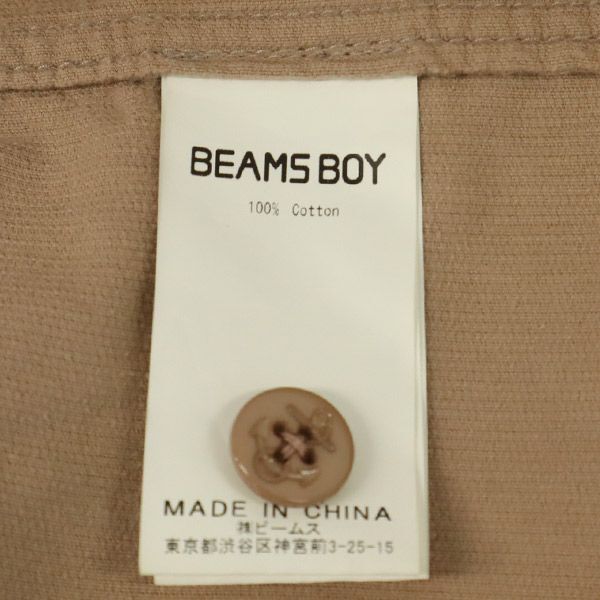 BEAMS BOY
100% Cotton
MADE IN CHINA
㈱ビームス
東京都渋谷区神宮前3-25-15